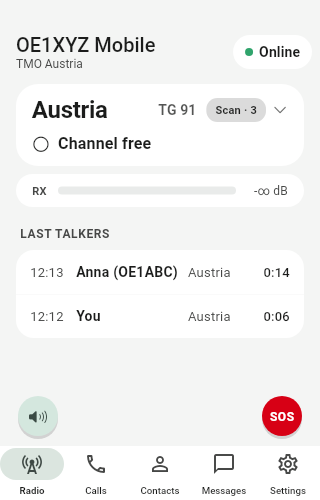 OE1XYZ Mobile
TMO Austria
Online
Austria TG 91 Scan · 3
Channel free
RX -∞ dB
LAST TALKERS
12:13 Anna (OE1ABC) Austria 0:14
12:12 You Austria 0:06
SOS
Radio Calls Contacts Messages Settings